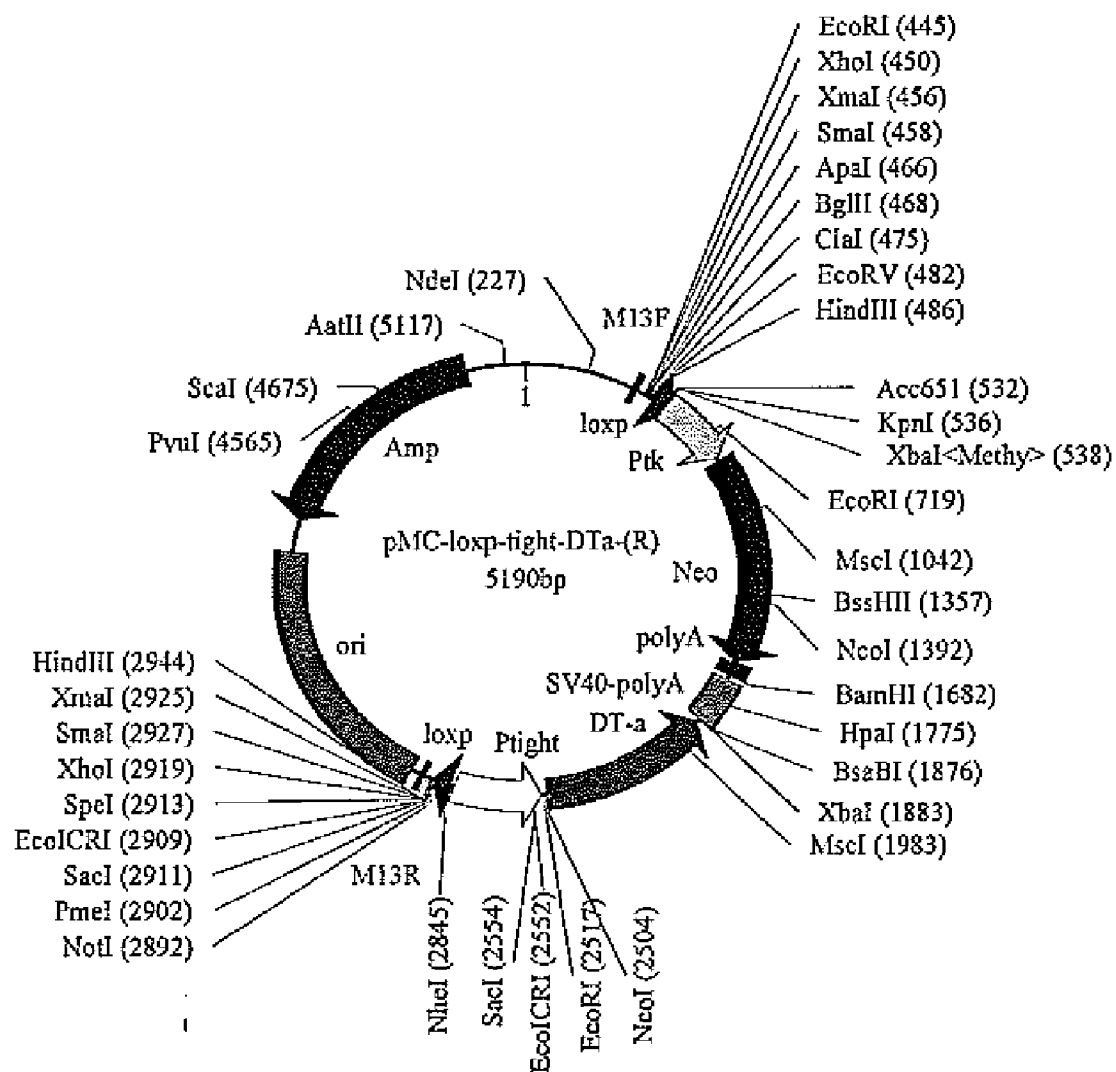 EcoRI (445)
XhoI (450)
XmaI (456)
SmaI (458)
ApaI (466)
BglII (468)
ClaI (475)
EcoRV (482)
HindIII (486)
NdeI (227)
M13F
AatII (5117)
1
ScaI (4675)
PvuI (4565)
Amp
loxp
Ptk
Acc651 (532)
KpnI (536)
XbaI<Methy> (538)
EcoRI (719)
pMC-loxp-tight-DTa-(R)
5190bp
Neo
MscI (1042)
BssHII (1357)
NcoI (1392)
polyA
ori
SV40-polyA
DT-a
BamHI (1682)
HpaI (1775)
BsaBI (1876)
XbaI (1883)
MscI (1983)
loxp
Ptight
HindIII (2944)
XmaI (2925)
SmaI (2927)
XhoI (2919)
SpeI (2913)
EcoICRI (2909)
SacI (2911)
PmeI (2902)
NotI (2892)
M13R
NheI (2845)
SacI (2554)
EcoICRI (2552)
EcoRI (2517)
NcoI (2504)